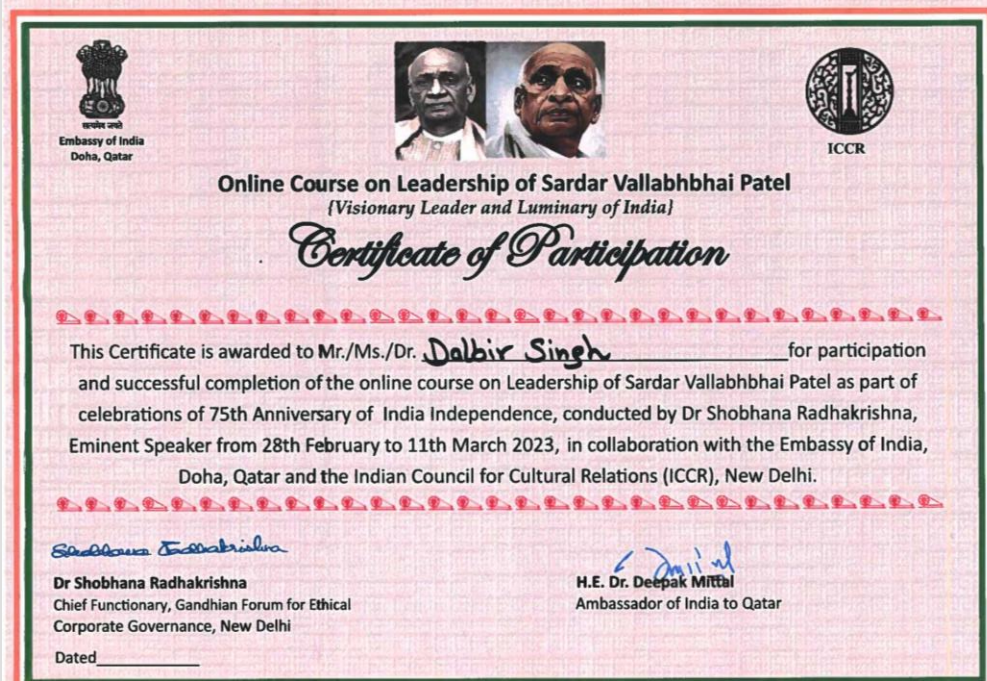 सत्यमेव जयते
Embassy of India
Doha, Qatar
ICCR
Online Course on Leadership of Sardar Vallabhbhai Patel
{Visionary Leader and Luminary of India}
Certificate of Participation
This Certificate is awarded to Mr./Ms./Dr. Dalbir Singh for participation
and successful completion of the online course on Leadership of Sardar Vallabhbhai Patel as part of
celebrations of 75th Anniversary of India Independence, conducted by Dr Shobhana Radhakrishna,
Eminent Speaker from 28th February to 11th March 2023, in collaboration with the Embassy of India,
Doha, Qatar and the Indian Council for Cultural Relations (ICCR), New Delhi.
Shobhana Radhakrishna
Dr Shobhana Radhakrishna
Chief Functionary, Gandhian Forum for Ethical
Corporate Governance, New Delhi
Dated
H.E. Dr. Deepak Mittal
Ambassador of India to Qatar